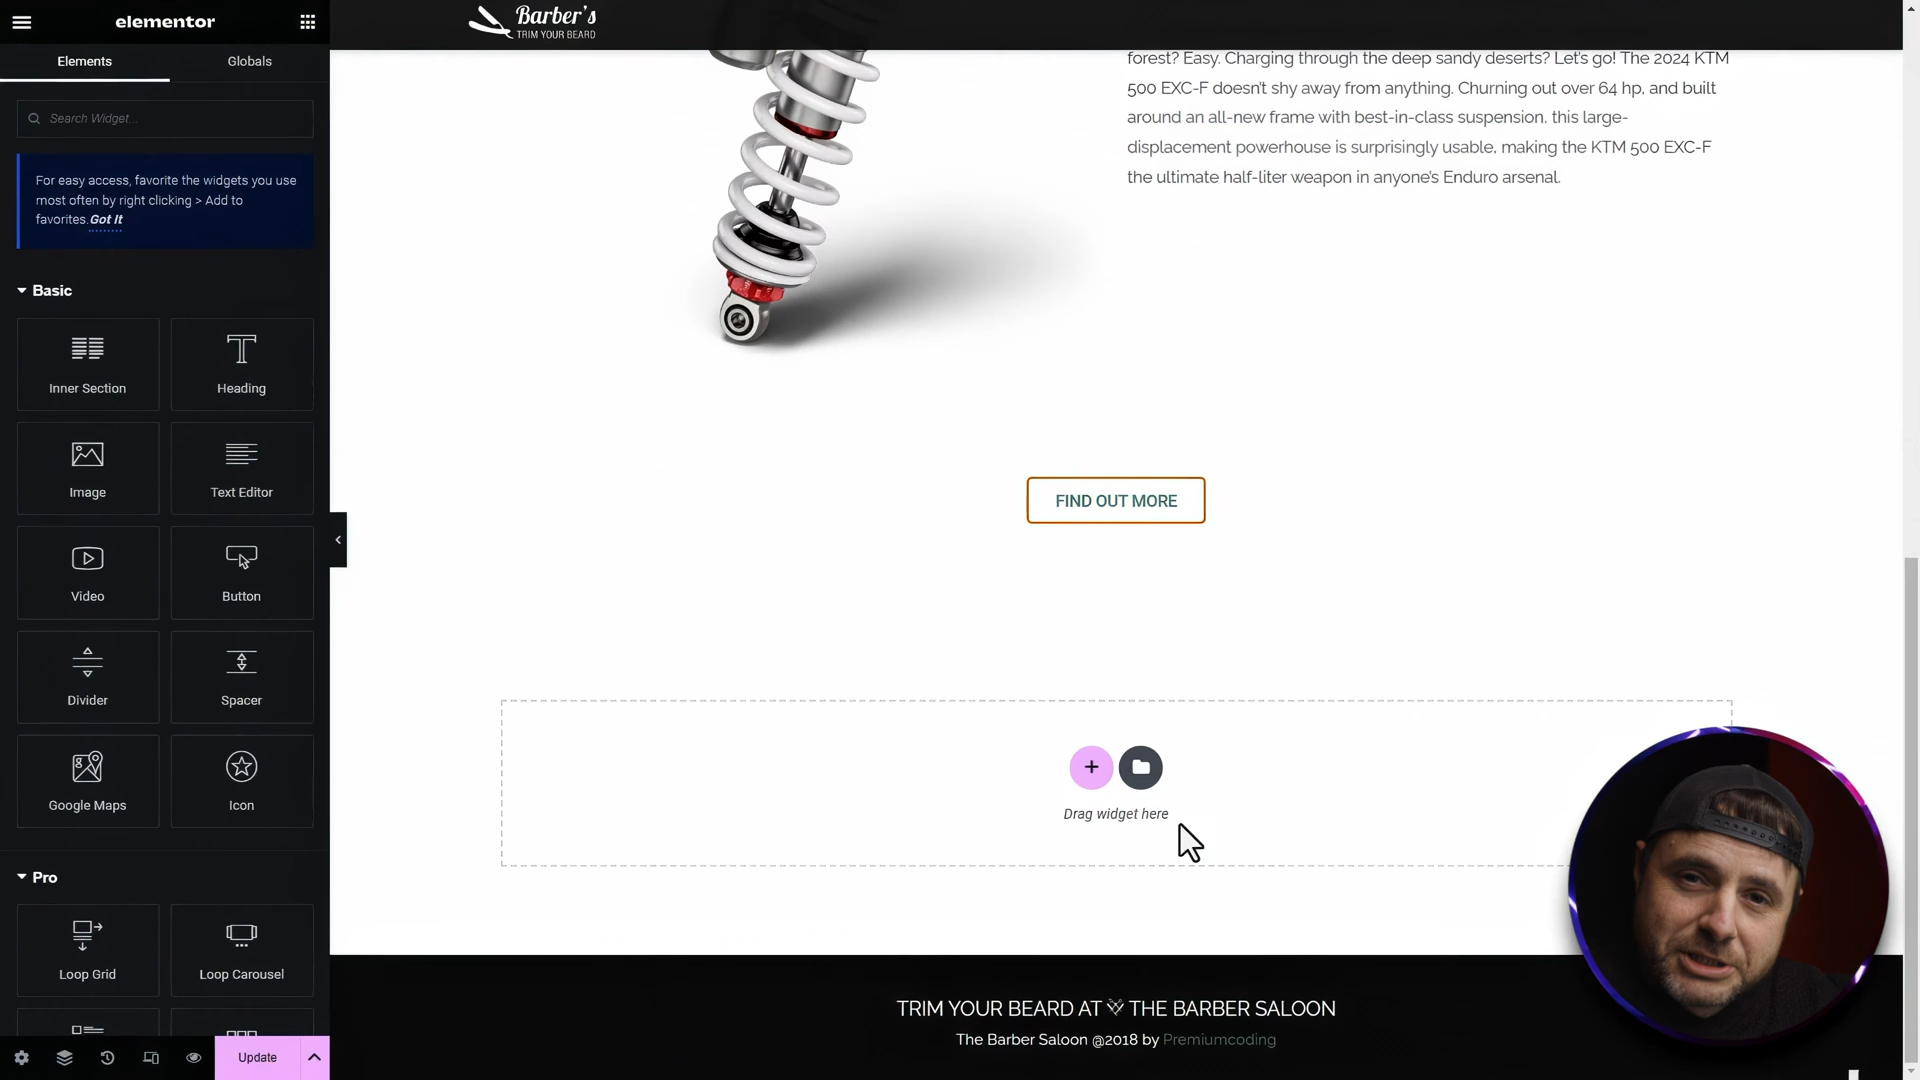 elementor
Elements
Globals
Search Widget...
For easy access, favorite the widgets you use
most often by right clicking > Add to
favorites. Got It
Basic
Inner Section
Heading
Image
Text Editor
Video
Button
Divider
Spacer
Google Maps
Icon
Pro
Loop Grid
Loop Carousel
Update
Barber's
TRIM YOUR BEARD
forest? Easy. Charging through the deep sandy deserts? Let's go! The 2024 KTM
500 EXC-F doesn't shy away from anything. Churning out over 64 hp, and built
around an all-new frame with best-in-class suspension, this large-
displacement powerhouse is surprisingly usable, making the KTM 500 EXC-F
the ultimate half-liter weapon in anyone's Enduro arsenal.
FIND OUT MORE
Drag widget here
TRIM YOUR BEARD AT THE BARBER SALOON
The Barber Saloon @2018 by Premiumcoding